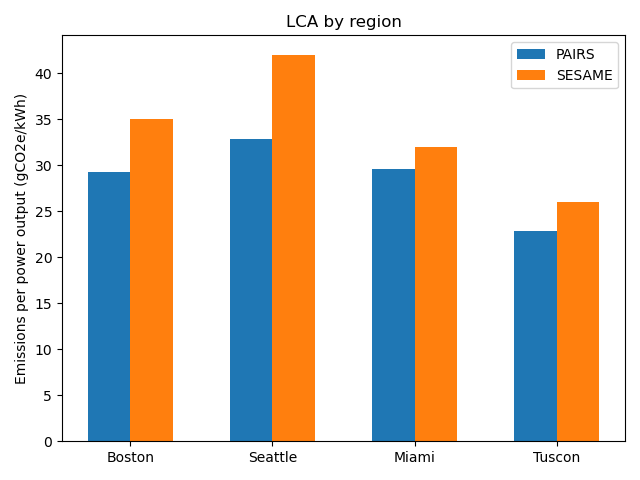 LCA by region
PAIRS
SESAME
Emissions per power output (gCO2e/kWh)
40
35
30
25
20
15
10
5
0
Boston
Seattle
Miami
Tuscon